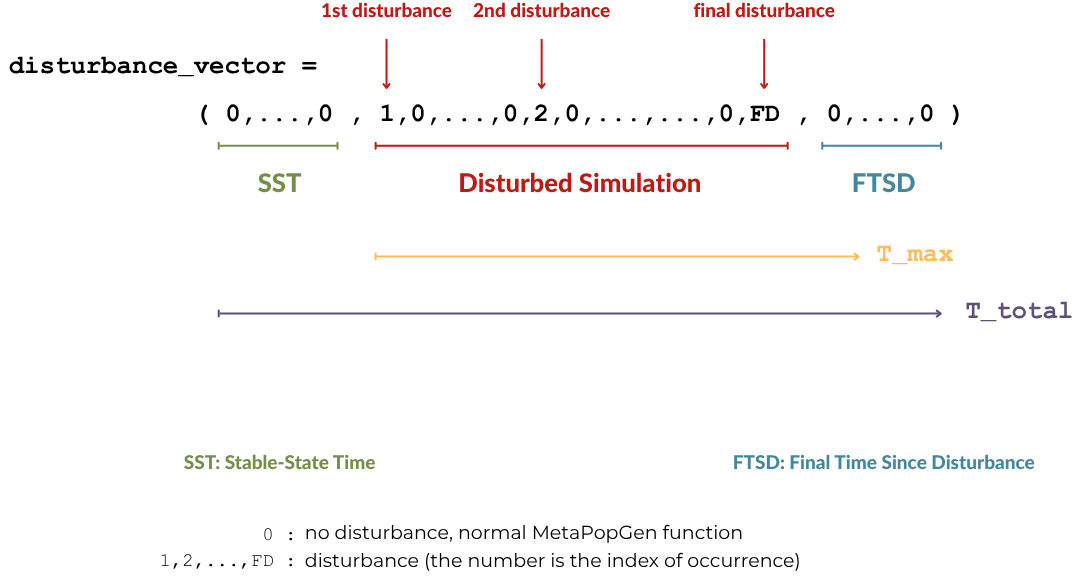 1st disturbance 2nd disturbance final disturbance
disturbance_vector =
( 0,...,0 , 1,0,...,0,2,0,...,...,0,FD , 0,...,0 )
SST Disturbed Simulation FTSD
T_max
T_total
SST: Stable-State Time FTSD: Final Time Since Disturbance
0 : no disturbance, normal MetaPopGen function
1,2,...,FD : disturbance (the number is the index of occurrence)